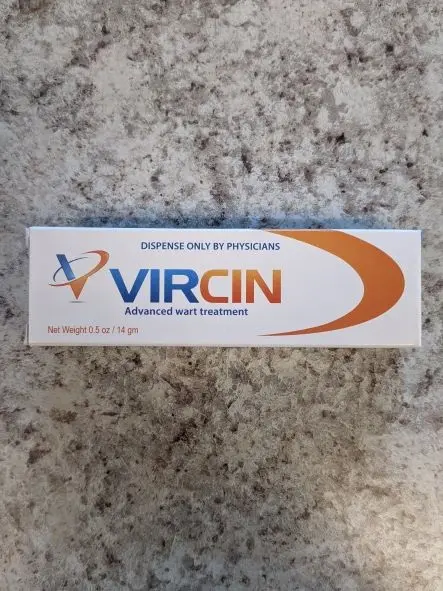 DISPENSE ONLY BY PHYSICIANS
VIRCIN
Advanced wart treatment
Net Weight 0.5 oz / 14 gm